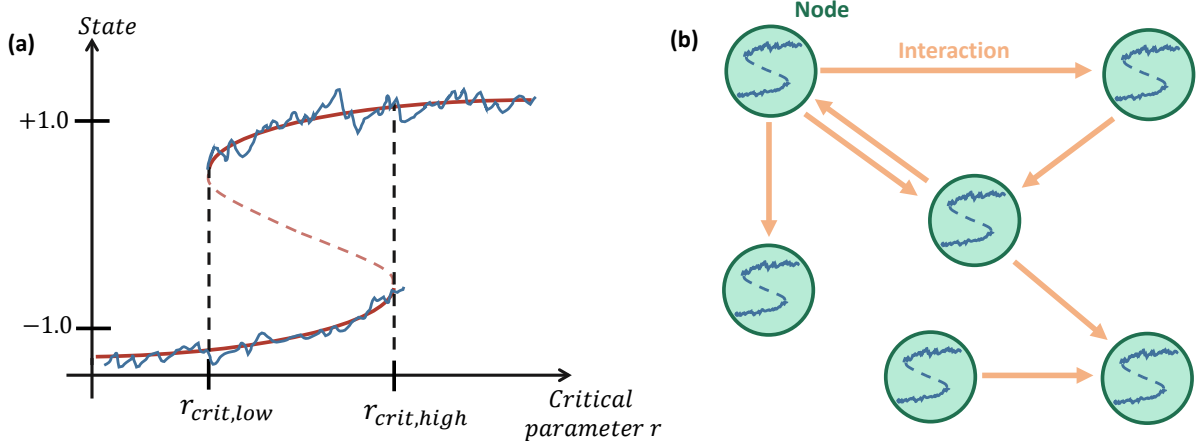 (a)
State
+1.0
−1.0
r_crit,low
r_crit,high
Critical
parameter r
(b)
Node
Interaction